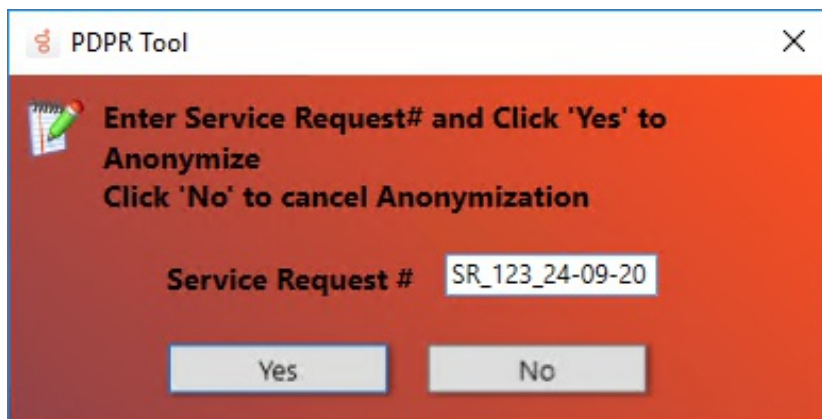 PDPR Tool
Enter Service Request# and Click 'Yes' to
Anonymize
Click 'No' to cancel Anonymization
Service Request # SR_123_24-09-20
Yes No